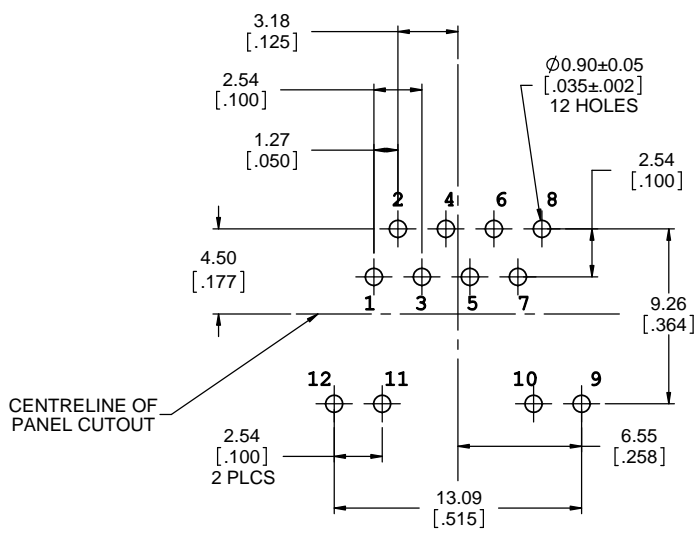 3.18
[.125]
2.54
[.100]
1.27
[.050]
Ø0.90±0.05
[.035±.002]
12 HOLES
2.54
[.100]
2 4 6 8
4.50
[.177]
1 3 5 7
9.26
[.364]
12 11 10 9
CENTRELINE OF
PANEL CUTOUT
2.54
[.100]
2 PLCS
6.55
[.258]
13.09
[.515]